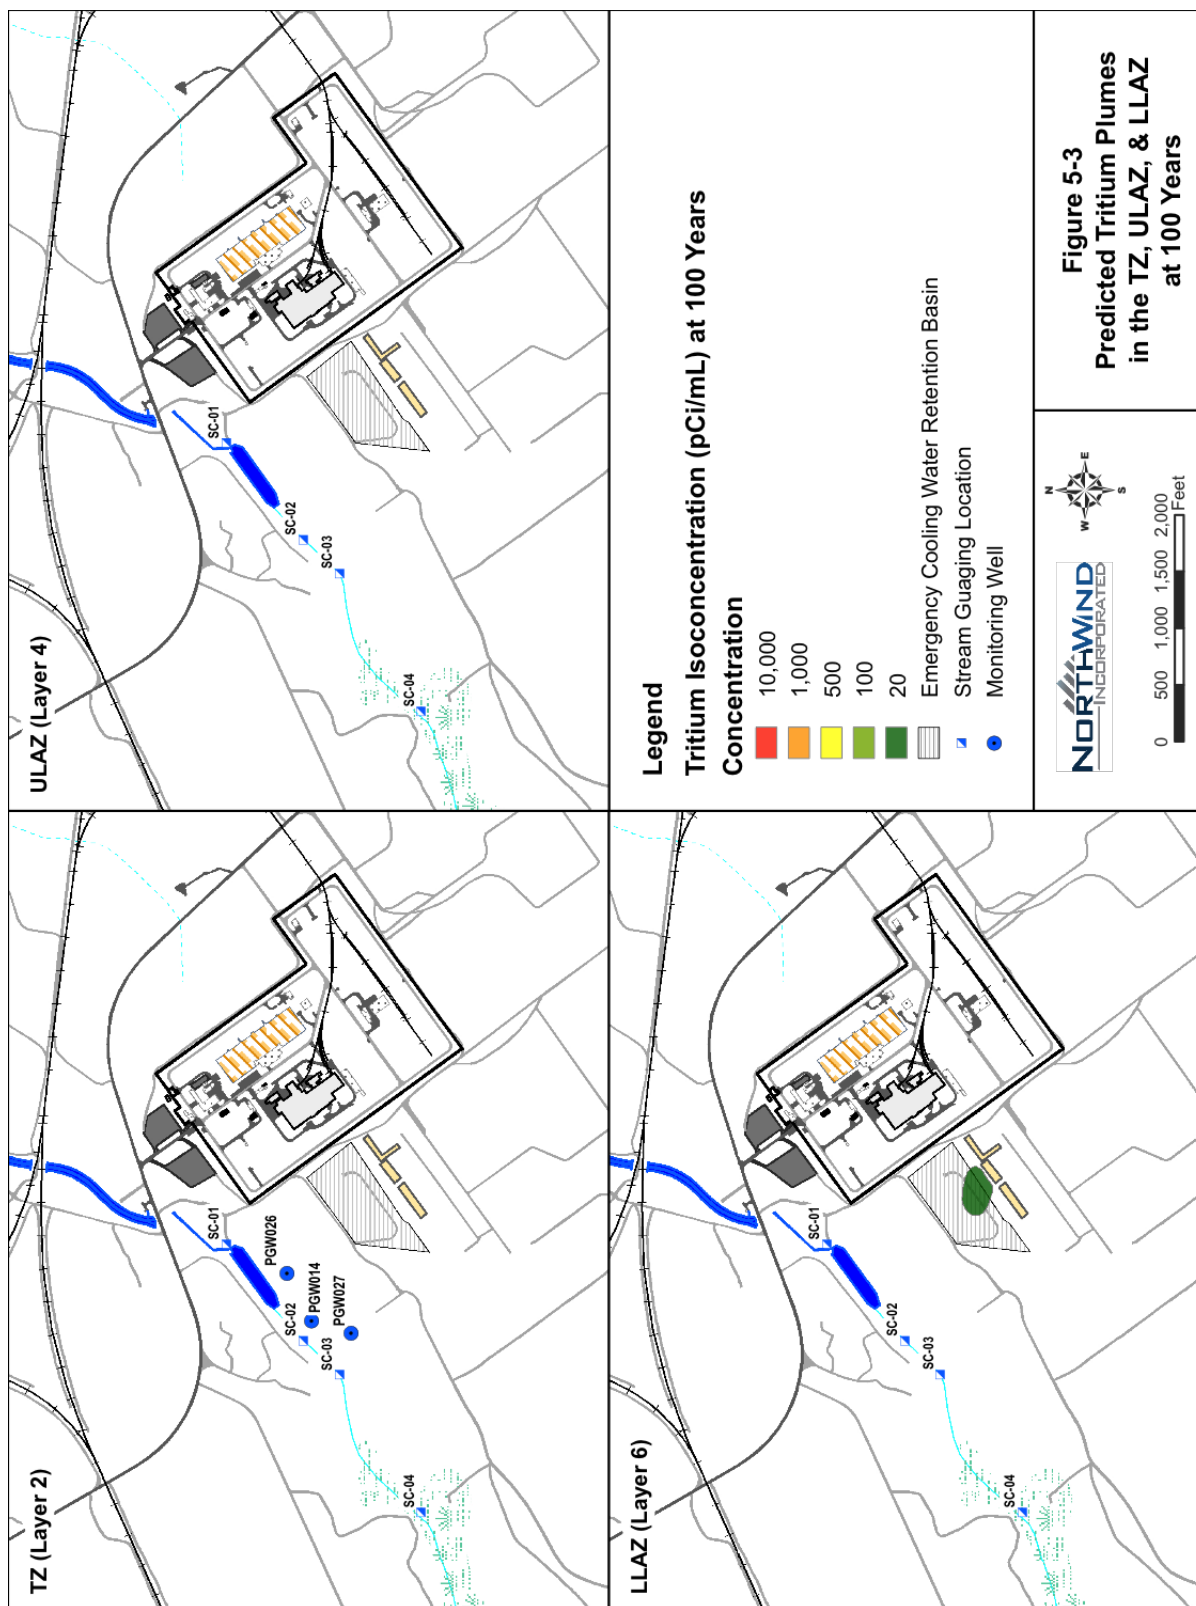 TZ (Layer 2)
SC-01
PGW026
SC-02
PGW014
SC-03
PGW027
SC-04
ULAZ (Layer 4)
SC-01
SC-02
SC-03
SC-04
LLAZ (Layer 6)
SC-01
SC-02
SC-03
SC-04
Legend
Tritium Isoconcentration (pCi/mL) at 100 Years
Concentration
10,000
1,000
500
100
20
Emergency Cooling Water Retention Basin
Stream Guaging Location
Monitoring Well
NORTHWIND
INCORPORATED
N
W E
S
0 500 1,000 1,500 2,000
Feet
Figure 5-3
Predicted Tritium Plumes
in the TZ, ULAZ, & LLAZ
at 100 Years